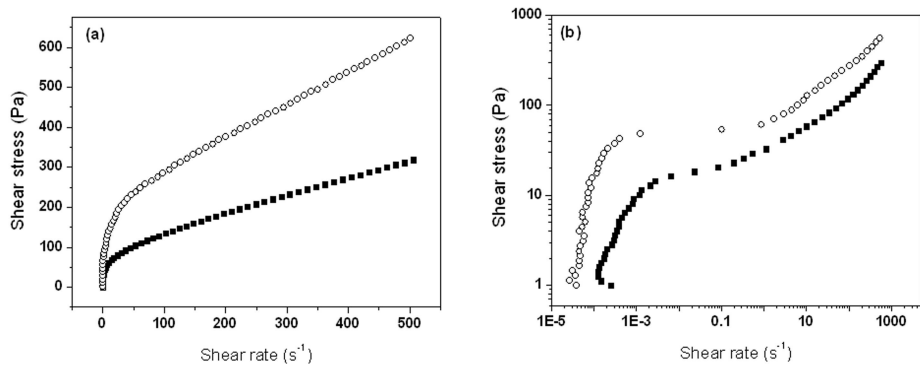 (a)
600
500
400
300
200
100
0
0 100 200 300 400 500
Shear stress (Pa)
Shear rate (s⁻¹)
(b)
1000
100
10
1
1E-5 1E-3 0.1 10 1000
Shear stress (Pa)
Shear rate (s⁻¹)